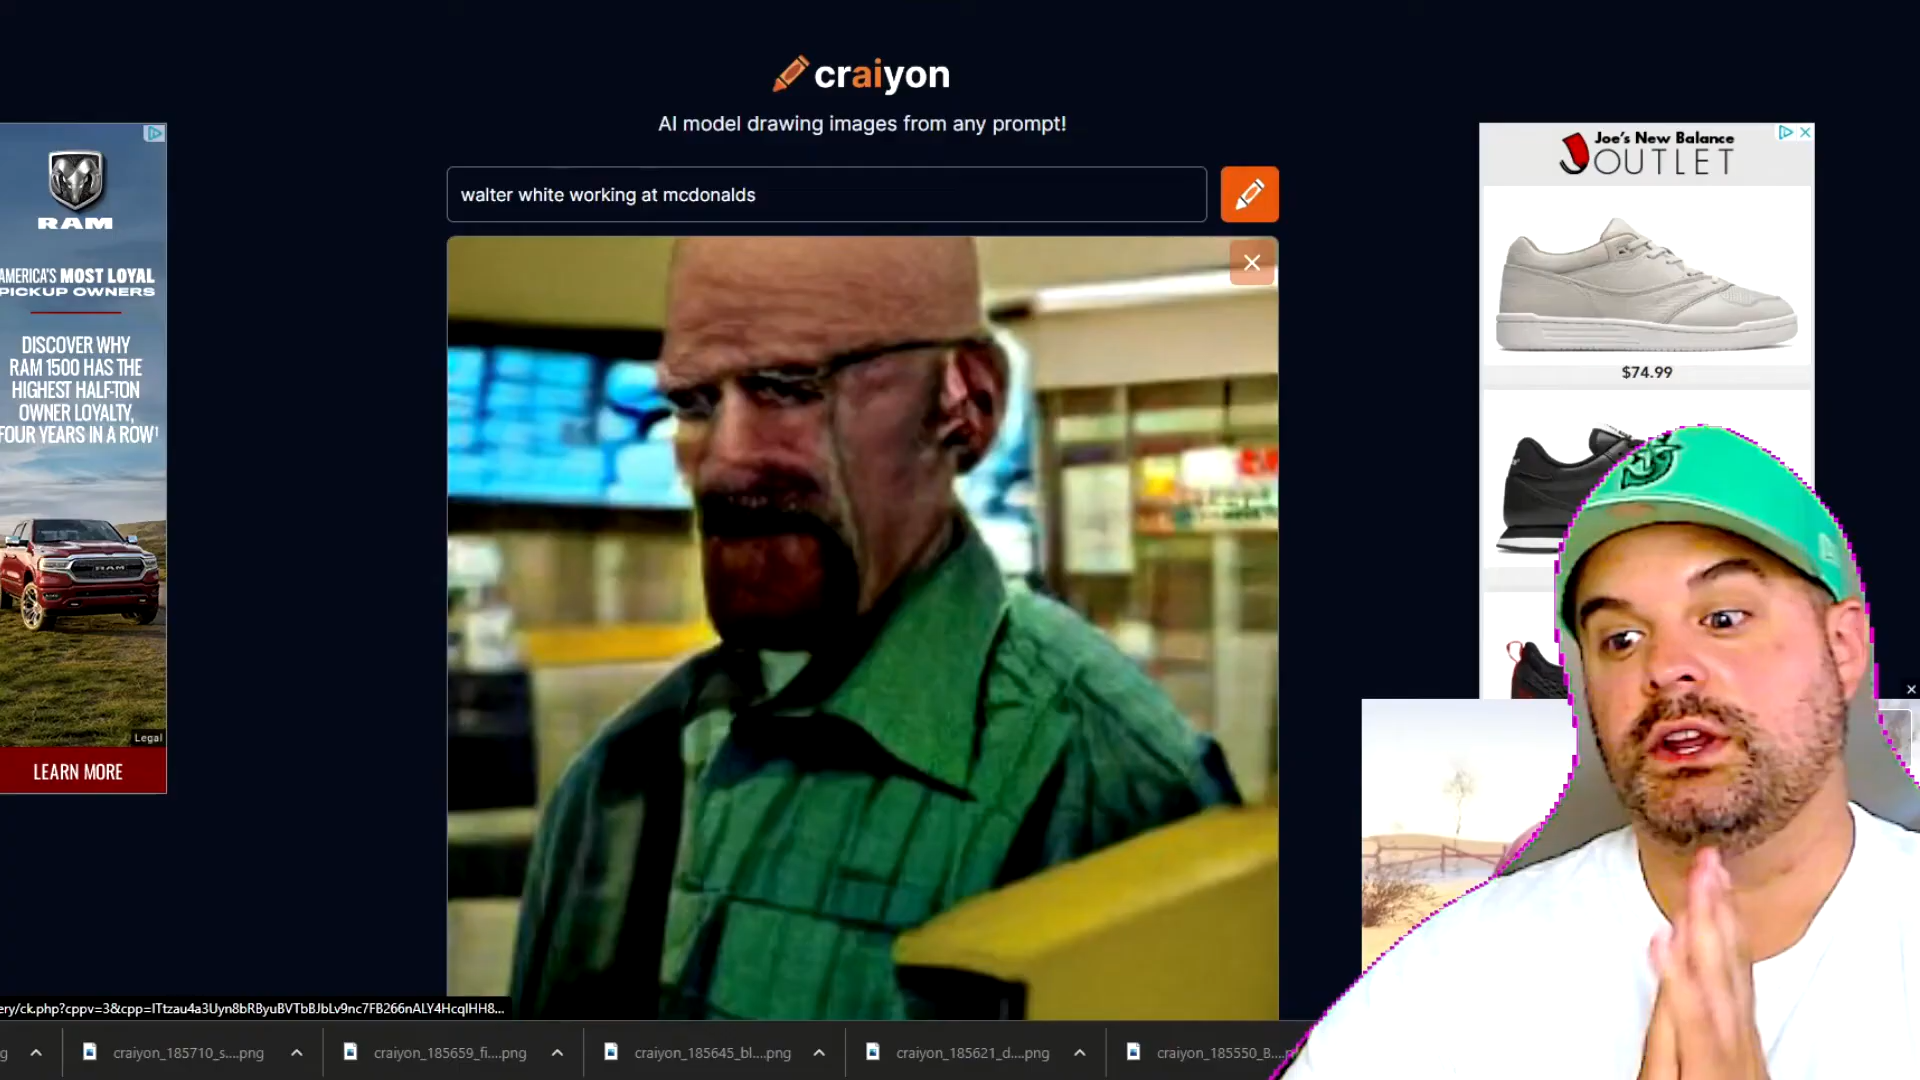 craiyon
AI model drawing images from any prompt!
walter white working at mcdonalds
RAM
AMERICA'S MOST LOYAL
PICKUP OWNERS
DISCOVER WHY
RAM 1500 HAS THE
HIGHEST HALF-TON
OWNER LOYALTY,
FOUR YEARS IN A ROW†
RAM
Legal
LEARN MORE
Joe's New Balance
OUTLET
$74.99
g
craiyon_185710_s....png
craiyon_185659_fi....png
craiyon_185645_bl....png
craiyon_185621_d....png
craiyon_185550_B....